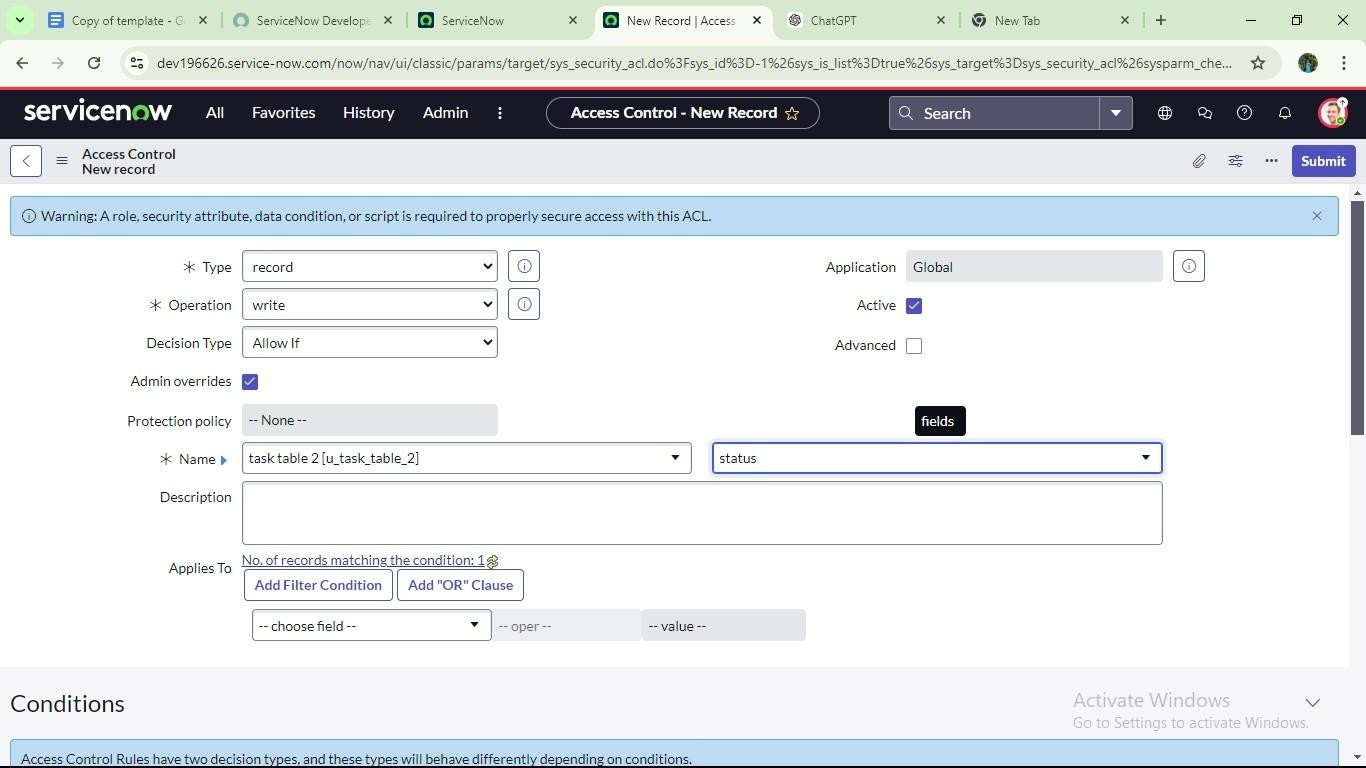 Copy of template - G
ServiceNow Develope
ServiceNow
New Record | Access
ChatGPT
New Tab
dev196626.service-now.com/now/nav/ui/classic/params/target/sys_security_acl.do%3Fsys_id%3D-1%26sys_is_list%3Dtrue%26sys_target%3Dsys_security_acl%26sysparm_che...
servicenow
All
Favorites
History
Admin
Access Control - New Record
Search
Access Control
New record
Submit
Warning: A role, security attribute, data condition, or script is required to properly secure access with this ACL.
Type
record
Application
Global
Operation
write
Active
Decision Type
Allow If
Advanced
Admin overrides
Protection policy
-- None --
fields
Name
task table 2 [u_task_table_2]
status
Description
Applies To
No. of records matching the condition: 1
Add Filter Condition
Add "OR" Clause
-- choose field --
-- oper --
-- value --
Conditions
Activate Windows
Go to Settings to activate Windows.
Access Control Rules have two decision types, and these types will behave differently depending on conditions.